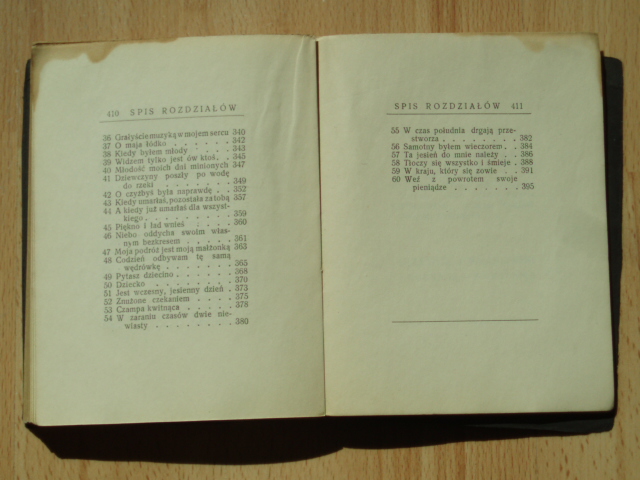 410 SPIS ROZDZIAŁÓW
36 Grałyście muzykę w mojem sercu 340
37 O maja łódko . . . . . . . 342
38 Kiedy byłem młody . . . . . 343
39 Widzem tylko jest ów ktoś . . 345
40 Młodość moich dni minionych 347
41 Dziewczyny poszły po wodę
do rzeki . . . . . . . . 349
42 O czyżbyś była naprawdę . . 352
43 Kiedy umarłaś, pozostała za tobą 357
44 A kiedy już umarłaś dla wszyst-
kiego . . . . . . . . . 359
45 Piękno i ład wnieś . . . . 360
46 Niebo oddycha swoim włas-
nym bezkresem . . . . . 361
47 Moja podróż jest moją małżonką 363
48 Codzień odbywam tę samą
wędrówkę . . . . . . . 365
49 Pytasz dziecino . . . . . . 368
50 Dziecko . . . . . . . . 370
51 Jest wczesny, jesienny dzień . 373
52 Znużone czekaniem . . . . 375
53 Czampa kwitnąca . . . . . 378
54 W zaraniu czasów dwie nie-
wiasty . . . . . . . . 380
SPIS ROZDZIAŁÓW 411
55 W czas południa drgają prze-
stworza . . . . . . . . 382
56 Samotny byłem wieczorem . . 384
57 Ta jesień do mnie należy . . 386
58 Tłoczy się wszystko i śmieje . 388
59 W kraju, który się zowie . . 391
60 Weź z powrotem swoje
pieniądze . . . . . . . 395